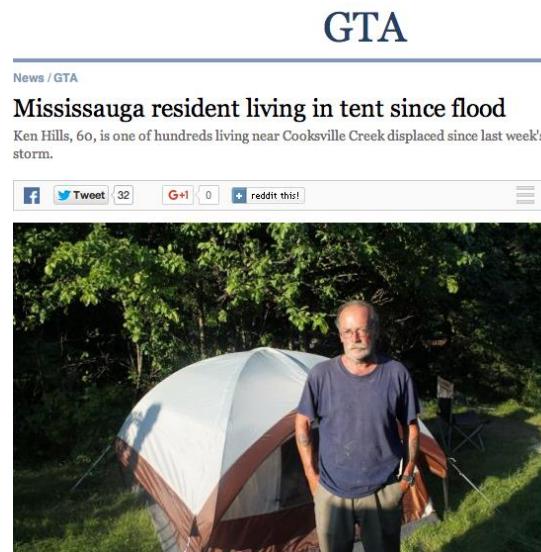 GTA
News / GTA
Mississauga resident living in tent since flood
Ken Hills, 60, is one of hundreds living near Cooksville Creek displaced since last week's
storm.
f Tweet 32 G+1 0 + reddit this!